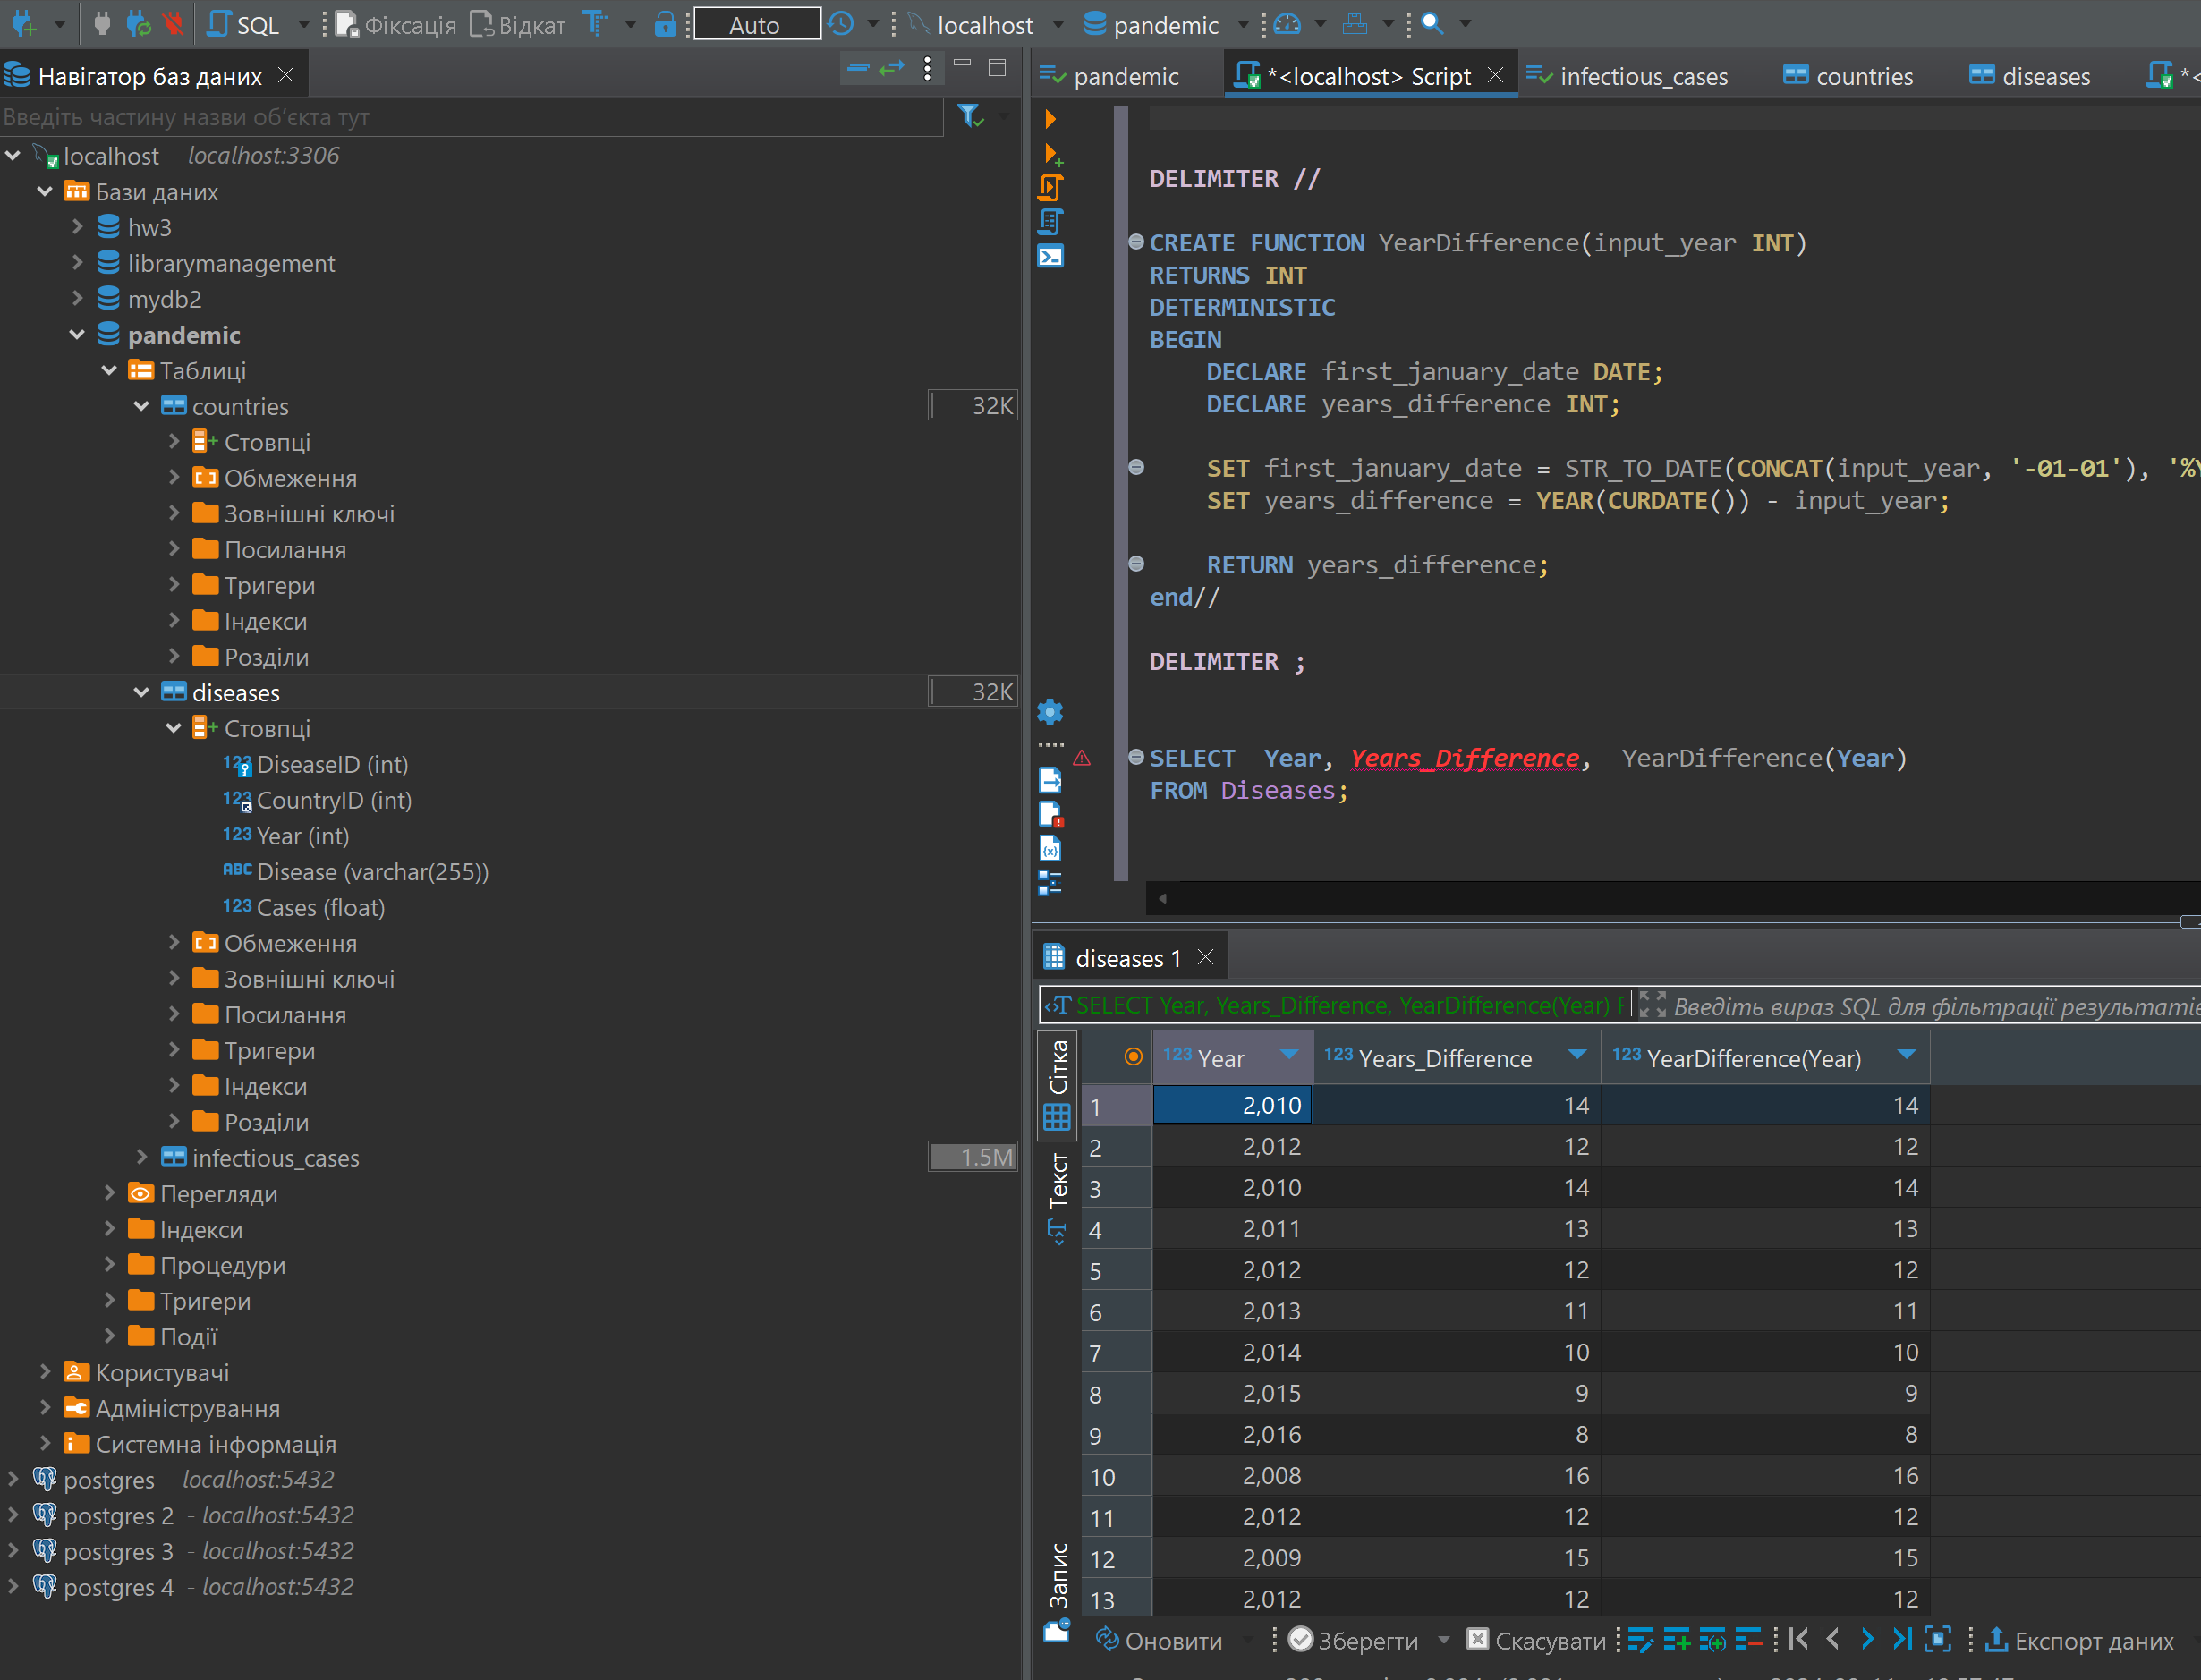 SQL Фіксація Відкат Auto localhost pandemic
Навігатор баз даних
Введіть частину назви об'єкта тут
localhost - localhost:3306
Бази даних
hw3
librarymanagement
mydb2
pandemic
Таблиці
countries 32K
Стовпці
Обмеження
Зовнішні ключі
Посилання
Тригери
Індекси
Розділи
diseases 32K
Стовпці
123 DiseaseID (int)
123 CountryID (int)
123 Year (int)
ABC Disease (varchar(255))
123 Cases (float)
Обмеження
Зовнішні ключі
Посилання
Тригери
Індекси
Розділи
infectious_cases 1.5M
Перегляди
Індекси
Процедури
Тригери
Події
Користувачі
Адміністрування
Системна інформація
postgres - localhost:5432
postgres 2 - localhost:5432
postgres 3 - localhost:5432
postgres 4 - localhost:5432
pandemic *<localhost> Script infectious_cases countries diseases *<
DELIMITER //
CREATE FUNCTION YearDifference(input_year INT)
RETURNS INT
DETERMINISTIC
BEGIN
DECLARE first_january_date DATE;
DECLARE years_difference INT;
SET first_january_date = STR_TO_DATE(CONCAT(input_year, '-01-01'), '%Y
SET years_difference = YEAR(CURDATE()) - input_year;
RETURN years_difference;
end//
DELIMITER ;
SELECT Year, Years_Difference, YearDifference(Year)
FROM Diseases;
diseases 1
SELECT Year, Years_Difference, YearDifference(Year) F Введіть вираз SQL для фільтрації результатів
Сітка
Текст
Запис
123 Year 123 Years_Difference 123 YearDifference(Year)
1 2,010 14 14
2 2,012 12 12
3 2,010 14 14
4 2,011 13 13
5 2,012 12 12
6 2,013 11 11
7 2,014 10 10
8 2,015 9 9
9 2,016 8 8
10 2,008 16 16
11 2,012 12 12
12 2,009 15 15
13 2,012 12 12
Оновити Зберегти Скасувати Експорт даних